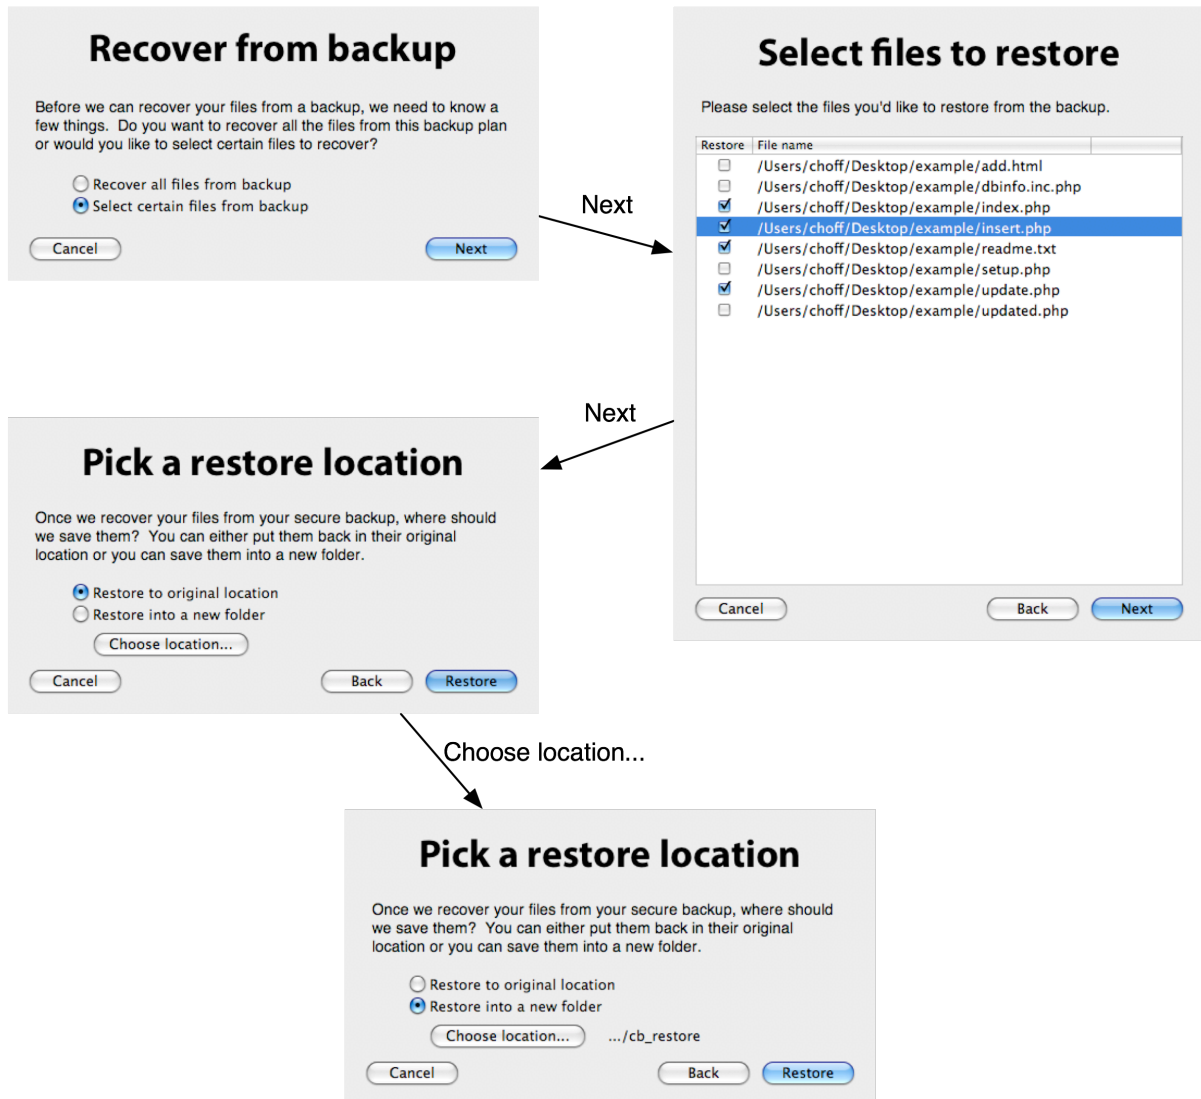 Recover from backup
Before we can recover your files from a backup, we need to know a
few things.  Do you want to recover all the files from this backup plan
or would you like to select certain files to recover?
Recover all files from backup
Select certain files from backup
Cancel
Next
Next
Select files to restore
Please select the files you'd like to restore from the backup.
Restore File name
/Users/choff/Desktop/example/add.html
/Users/choff/Desktop/example/dbinfo.inc.php
/Users/choff/Desktop/example/index.php
/Users/choff/Desktop/example/insert.php
/Users/choff/Desktop/example/readme.txt
/Users/choff/Desktop/example/setup.php
/Users/choff/Desktop/example/update.php
/Users/choff/Desktop/example/updated.php
Cancel
Back
Next
Next
Pick a restore location
Once we recover your files from your secure backup, where should
we save them?  You can either put them back in their original
location or you can save them into a new folder.
Restore to original location
Restore into a new folder
Choose location...
Cancel
Back
Restore
Choose location...
Pick a restore location
Once we recover your files from your secure backup, where should
we save them?  You can either put them back in their original
location or you can save them into a new folder.
Restore to original location
Restore into a new folder
Choose location... .../cb_restore
Cancel
Back
Restore